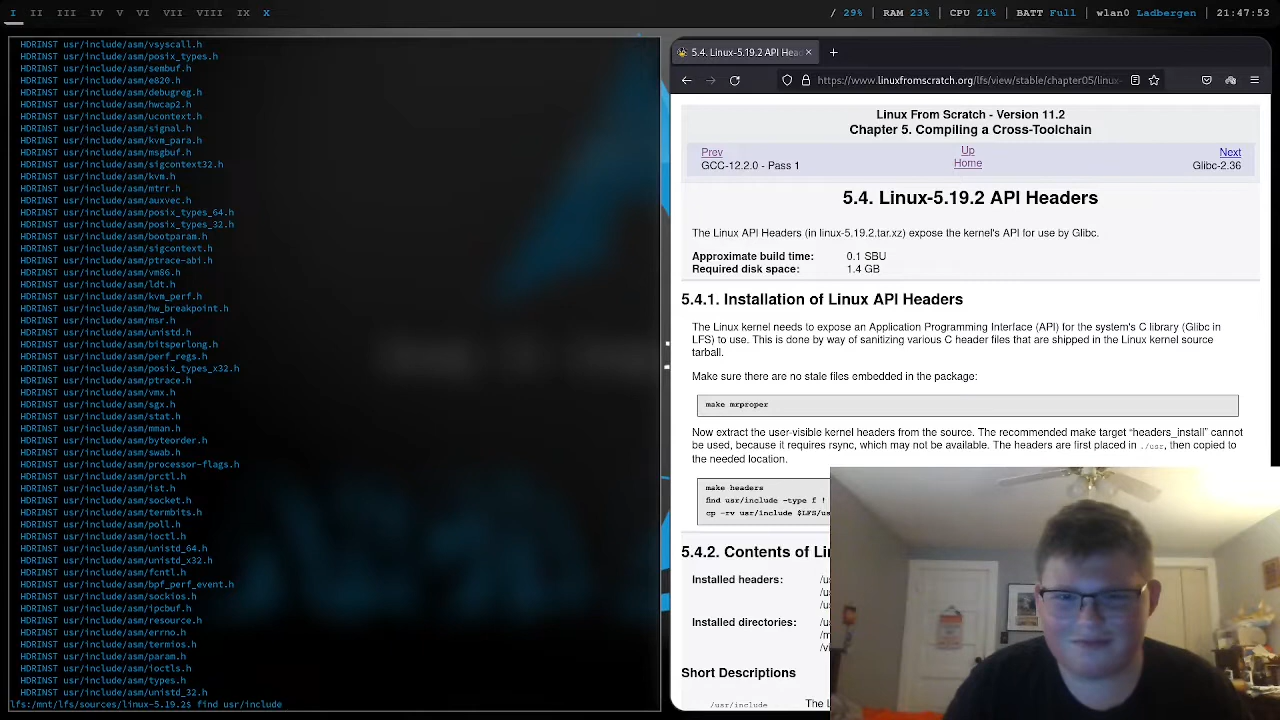 I II III IV V VI VII VIII IX X
/ 29% | RAM 23% | CPU 21% | BATT Full | wlan0 Ladbergen | 21:47:53
HDRINST usr/include/asm/vsyscall.h
HDRINST usr/include/asm/posix_types.h
HDRINST usr/include/asm/sembuf.h
HDRINST usr/include/asm/e820.h
HDRINST usr/include/asm/debugreg.h
HDRINST usr/include/asm/hwcap2.h
HDRINST usr/include/asm/ucontext.h
HDRINST usr/include/asm/signal.h
HDRINST usr/include/asm/kvm_para.h
HDRINST usr/include/asm/msgbuf.h
HDRINST usr/include/asm/sigcontext32.h
HDRINST usr/include/asm/kvm.h
HDRINST usr/include/asm/mtrr.h
HDRINST usr/include/asm/auxvec.h
HDRINST usr/include/asm/posix_types_64.h
HDRINST usr/include/asm/posix_types_32.h
HDRINST usr/include/asm/bootparam.h
HDRINST usr/include/asm/sigcontext.h
HDRINST usr/include/asm/ptrace-abi.h
HDRINST usr/include/asm/vm86.h
HDRINST usr/include/asm/ldt.h
HDRINST usr/include/asm/kvm_perf.h
HDRINST usr/include/asm/hw_breakpoint.h
HDRINST usr/include/asm/msr.h
HDRINST usr/include/asm/unistd.h
HDRINST usr/include/asm/bitsperlong.h
HDRINST usr/include/asm/perf_regs.h
HDRINST usr/include/asm/posix_types_x32.h
HDRINST usr/include/asm/ptrace.h
HDRINST usr/include/asm/vmx.h
HDRINST usr/include/asm/sgx.h
HDRINST usr/include/asm/stat.h
HDRINST usr/include/asm/mman.h
HDRINST usr/include/asm/byteorder.h
HDRINST usr/include/asm/swab.h
HDRINST usr/include/asm/processor-flags.h
HDRINST usr/include/asm/prctl.h
HDRINST usr/include/asm/ist.h
HDRINST usr/include/asm/socket.h
HDRINST usr/include/asm/termbits.h
HDRINST usr/include/asm/poll.h
HDRINST usr/include/asm/ioctl.h
HDRINST usr/include/asm/unistd_64.h
HDRINST usr/include/asm/unistd_x32.h
HDRINST usr/include/asm/fcntl.h
HDRINST usr/include/asm/bpf_perf_event.h
HDRINST usr/include/asm/sockios.h
HDRINST usr/include/asm/ipcbuf.h
HDRINST usr/include/asm/resource.h
HDRINST usr/include/asm/errno.h
HDRINST usr/include/asm/termios.h
HDRINST usr/include/asm/param.h
HDRINST usr/include/asm/ioctls.h
HDRINST usr/include/asm/types.h
HDRINST usr/include/asm/unistd_32.h
lfs:/mnt/lfs/sources/linux-5.19.2$ find usr/include
5.4. Linux-5.19.2 API Head
https://www.linuxfromscratch.org/lfs/view/stable/chapter05/linux-
Linux From Scratch - Version 11.2
Chapter 5. Compiling a Cross-Toolchain
Prev Up Next
GCC-12.2.0 - Pass 1 Home Glibc-2.36
5.4. Linux-5.19.2 API Headers
The Linux API Headers (in linux-5.19.2.tar.xz) expose the kernel's API for use by Glibc.
Approximate build time: 0.1 SBU
Required disk space: 1.4 GB
5.4.1. Installation of Linux API Headers
The Linux kernel needs to expose an Application Programming Interface (API) for the system's C library (Glibc in
LFS) to use. This is done by way of sanitizing various C header files that are shipped in the Linux kernel source
tarball.
Make sure there are no stale files embedded in the package:
make mrproper
Now extract the user-visible kernel headers from the source. The recommended make target “headers_install” cannot
be used, because it requires rsync, which may not be available. The headers are first placed in ./usr, then copied to
the needed location.
make headers
find usr/include -type f !
cp -rv usr/include $LFS/us
5.4.2. Contents of Li
Installed headers:
Installed directories:
Short Descriptions
/usr/include The L